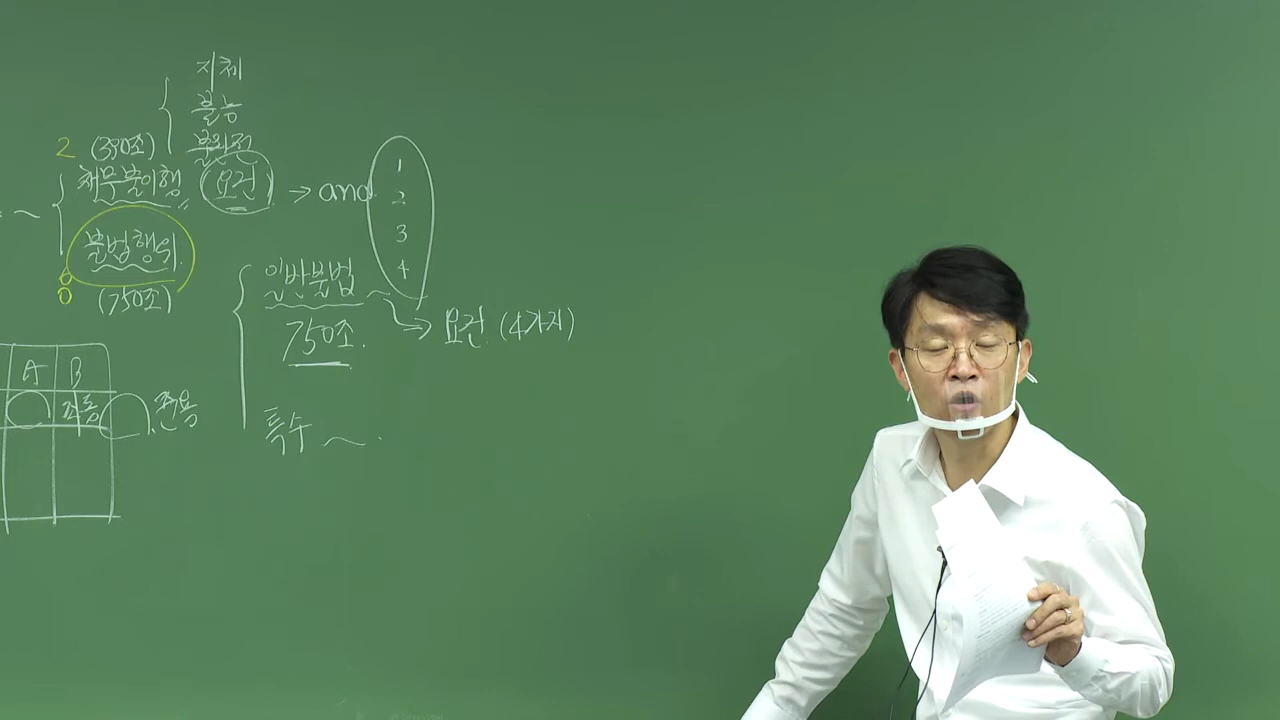 지체
불능
2 (390조) 불완전
채무불이행 요건 → and 1
2
3
4
불법행위
(750조)
일반불법
→ 요건 (4가지)
750조.
A B
전용
특수 ~.